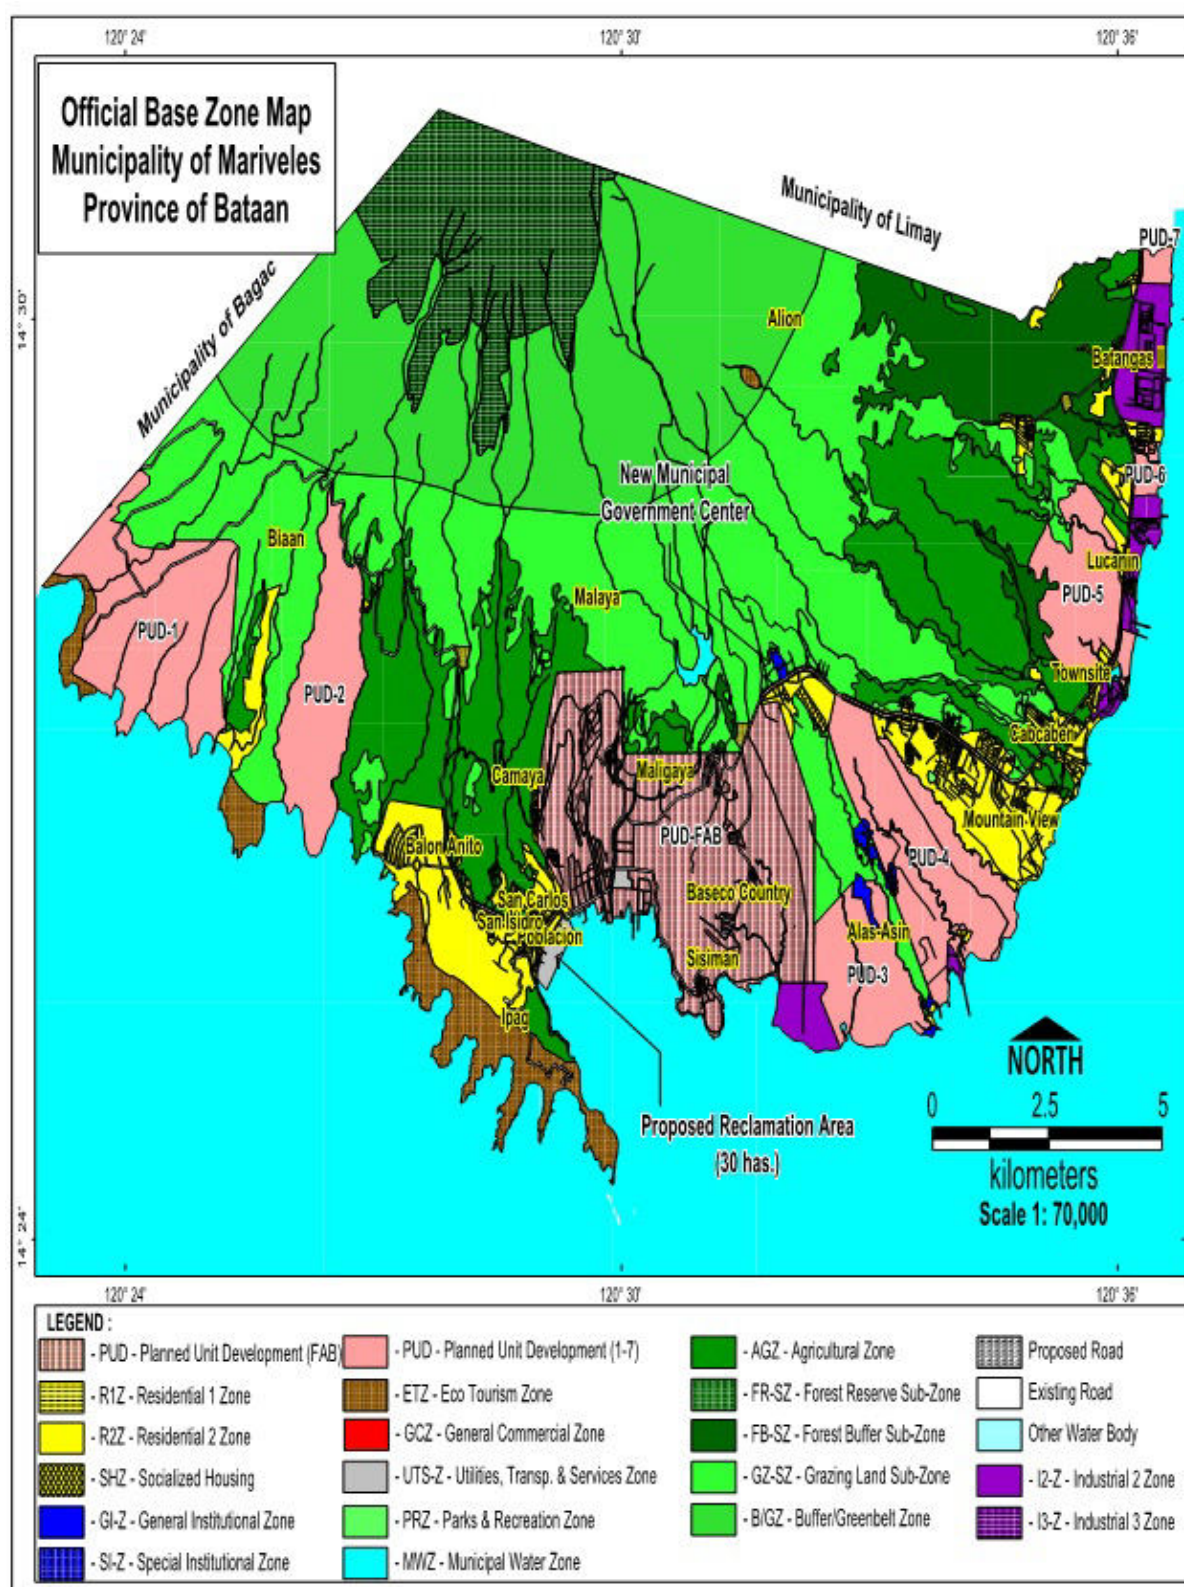 120° 24'
120° 30'
120° 36'
Official Base Zone Map
Municipality of Mariveles
Province of Bataan
Municipality of Limay
PUD-7
14° 30'
Municipality of Bagac
Alion
Batangas II
New Municipal
Government Center
PUD-6
Biaan
Lucanin
Malaya
PUD-5
PUD-1
PUD-2
Townsite
Cabcaben
Camaya
Maligaya
PUD-FAB
Mountain View
Balon Anito
PUD-4
Baseco Country
San Carlos
San Isidro
Poblacion
Alas-Asin
Sisiman
PUD-3
Ipag
NORTH
0 2.5 5
kilometers
Scale 1: 70,000
Proposed Reclamation Area
(30 has.)
14° 24'
120° 24'
120° 30'
120° 36'
LEGEND :
- PUD - Planned Unit Development (FAB)
- R1Z - Residential 1 Zone
- R2Z - Residential 2 Zone
- SHZ - Socialized Housing
- GI-Z - General Institutional Zone
- SI-Z - Special Institutional Zone
- PUD - Planned Unit Development (1-7)
- ETZ - Eco Tourism Zone
- GCZ - General Commercial Zone
- UTS-Z - Utilities, Transp. & Services Zone
- PRZ - Parks & Recreation Zone
- MWZ - Municipal Water Zone
- AGZ - Agricultural Zone
- FR-SZ - Forest Reserve Sub-Zone
- FB-SZ - Forest Buffer Sub-Zone
- GZ-SZ - Grazing Land Sub-Zone
- B/GZ - Buffer/Greenbelt Zone
Proposed Road
Existing Road
Other Water Body
- I2-Z - Industrial 2 Zone
- I3-Z - Industrial 3 Zone